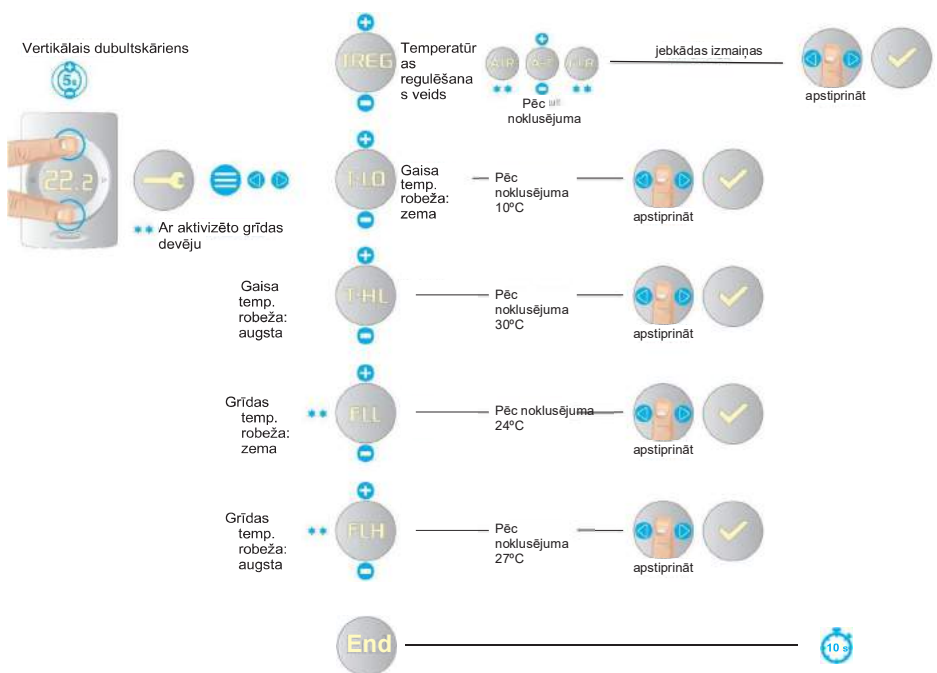 Vertikālais dubultskāriens
5s
22.2
** Ar aktivizēto grīdas
devēju
T.REG
Temperatūr
as
regulēšana
s veids
AIR
FLR
Pēc
noklusējuma
jebkādas izmaiņas
apstiprināt
T-LO
Gaisa
temp.
robeža:
zema
Pēc
noklusējuma
10ºC
apstiprināt
Gaisa
temp.
robeža:
augsta
T-HL
Pēc
noklusējuma
30ºC
apstiprināt
Grīdas
temp.
robeža:
zema
**
FLL
Pēc noklusējuma
24ºC
apstiprināt
Grīdas
temp.
robeža:
augsta
**
FLH
Pēc
noklusējuma
27ºC
apstiprināt
End
10 s